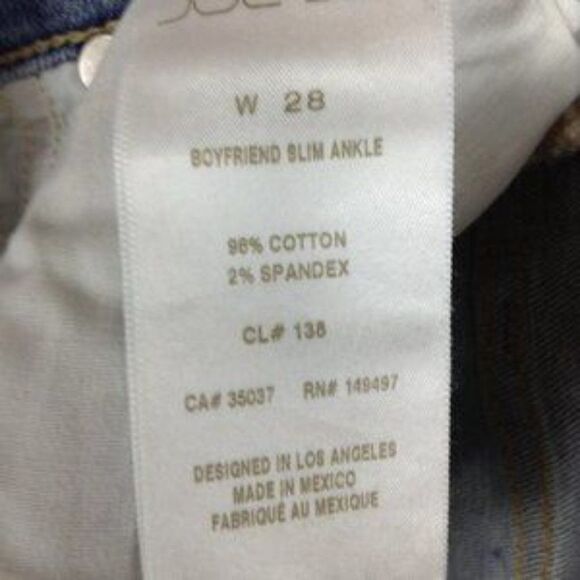 W 28
BOYFRIEND SLIM ANKLE
98% COTTON
2% SPANDEX
CL# 138
CA# 35037 RN# 149497
DESIGNED IN LOS ANGELES
MADE IN MEXICO
FABRIQUÉ AU MEXIQUE